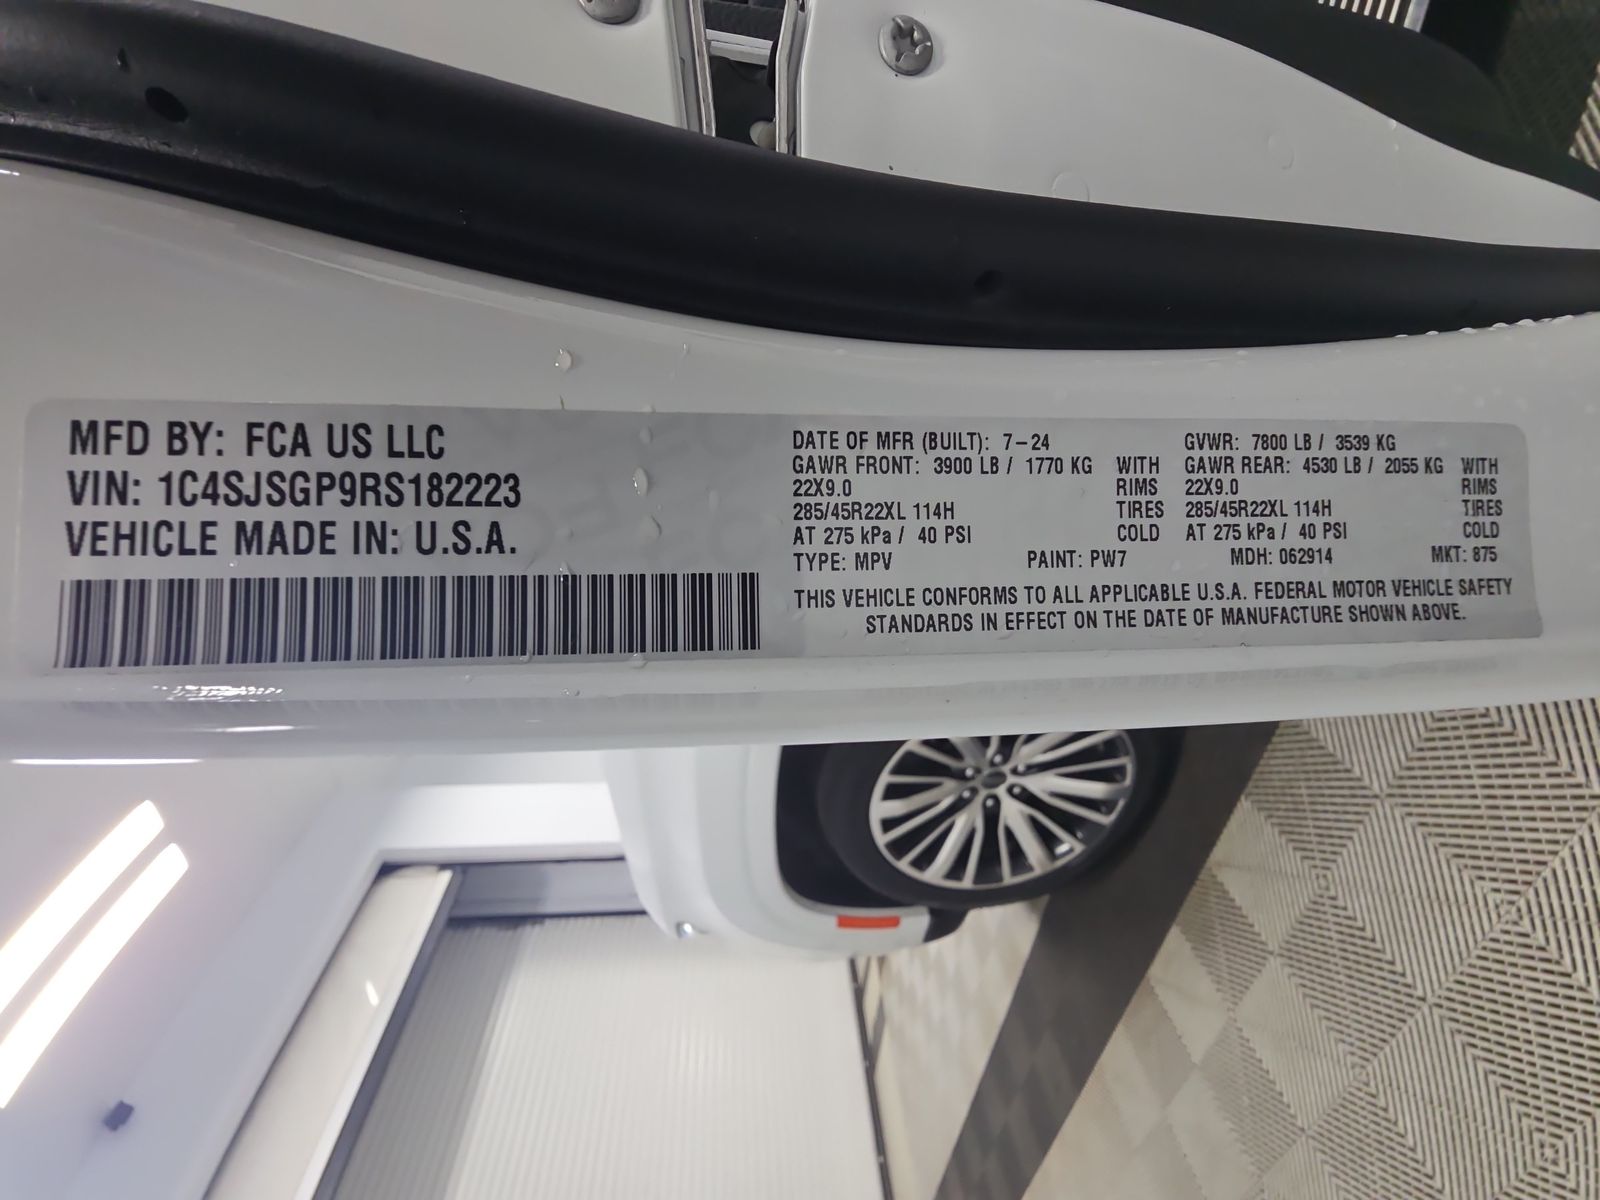 MFD BY: FCA US LLC
VIN: 1C4SJSGP9RS182223
VEHICLE MADE IN: U.S.A.
DATE OF MFR (BUILT): 7-24 GVWR: 7800 LB / 3539 KG
GAWR FRONT: 3900 LB / 1770 KG WITH GAWR REAR: 4530 LB / 2055 KG WITH
22X9.0 RIMS 22X9.0 RIMS
285/45R22XL 114H TIRES 285/45R22XL 114H TIRES
AT 275 kPa / 40 PSI COLD AT 275 kPa / 40 PSI COLD
TYPE: MPV PAINT: PW7 MDH: 062914 MKT: 875
THIS VEHICLE CONFORMS TO ALL APPLICABLE U.S.A. FEDERAL MOTOR VEHICLE SAFETY
STANDARDS IN EFFECT ON THE DATE OF MANUFACTURE SHOWN ABOVE.